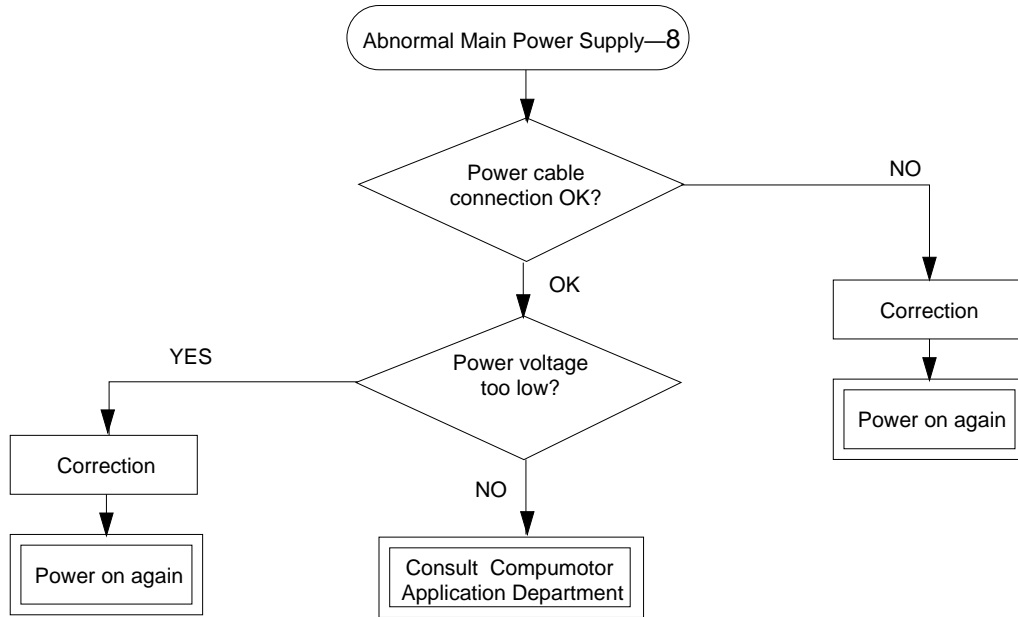 Abnormal Main Power Supply—8
Power cable
connection OK?
NO
OK
Correction
Power on again
Power voltage
too low?
YES
Correction
Power on again
NO
Consult Compumotor
Application Department